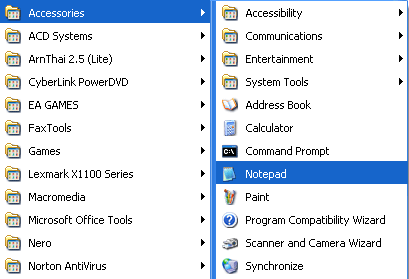 Accessories
ACD Systems
ArnThai 2.5 (Lite)
CyberLink PowerDVD
EA GAMES
FaxTools
Games
Lexmark X1100 Series
Macromedia
Microsoft Office Tools
Nero
Norton AntiVirus
Accessibility
Communications
Entertainment
System Tools
Address Book
Calculator
Command Prompt
Notepad
Paint
Program Compatibility Wizard
Scanner and Camera Wizard
Synchronize